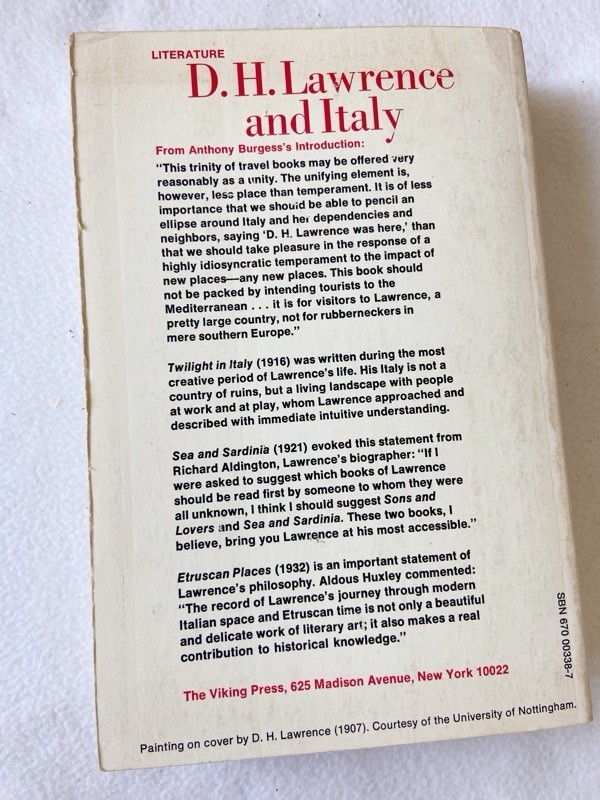 LITERATURE
D. H. Lawrence
and Italy
From Anthony Burgess's Introduction:
"This trinity of travel books may be offered very
reasonably as a unity. The unifying element is,
however, less place than temperament. It is of less
importance that we should be able to pencil an
ellipse around Italy and her dependencies and
neighbors, saying 'D. H. Lawrence was here,' than
that we should take pleasure in the response of a
highly idiosyncratic temperament to the impact of
new places—any new places. This book should
not be packed by intending tourists to the
Mediterranean . . . it is for visitors to Lawrence, a
pretty large country, not for rubberneckers in
mere southern Europe."
Twilight in Italy (1916) was written during the most
creative period of Lawrence's life. His Italy is not a
country of ruins, but a living landscape with people
at work and at play, whom Lawrence approached and
described with immediate intuitive understanding.
Sea and Sardinia (1921) evoked this statement from
Richard Aldington, Lawrence's biographer: "If I
were asked to suggest which books of Lawrence
should be read first by someone to whom they were
all unknown, I think I should suggest Sons and
Lovers and Sea and Sardinia. These two books, I
believe, bring you Lawrence at his most accessible."
Etruscan Places (1932) is an important statement of
Lawrence's philosophy. Aldous Huxley commented:
"The record of Lawrence's journey through modern
Italian space and Etruscan time is not only a beautiful
and delicate work of literary art; it also makes a real
contribution to historical knowledge."
The Viking Press, 625 Madison Avenue, New York 10022
SBN 670 00338-7
Painting on cover by D. H. Lawrence (1907). Courtesy of the University of Nottingham.